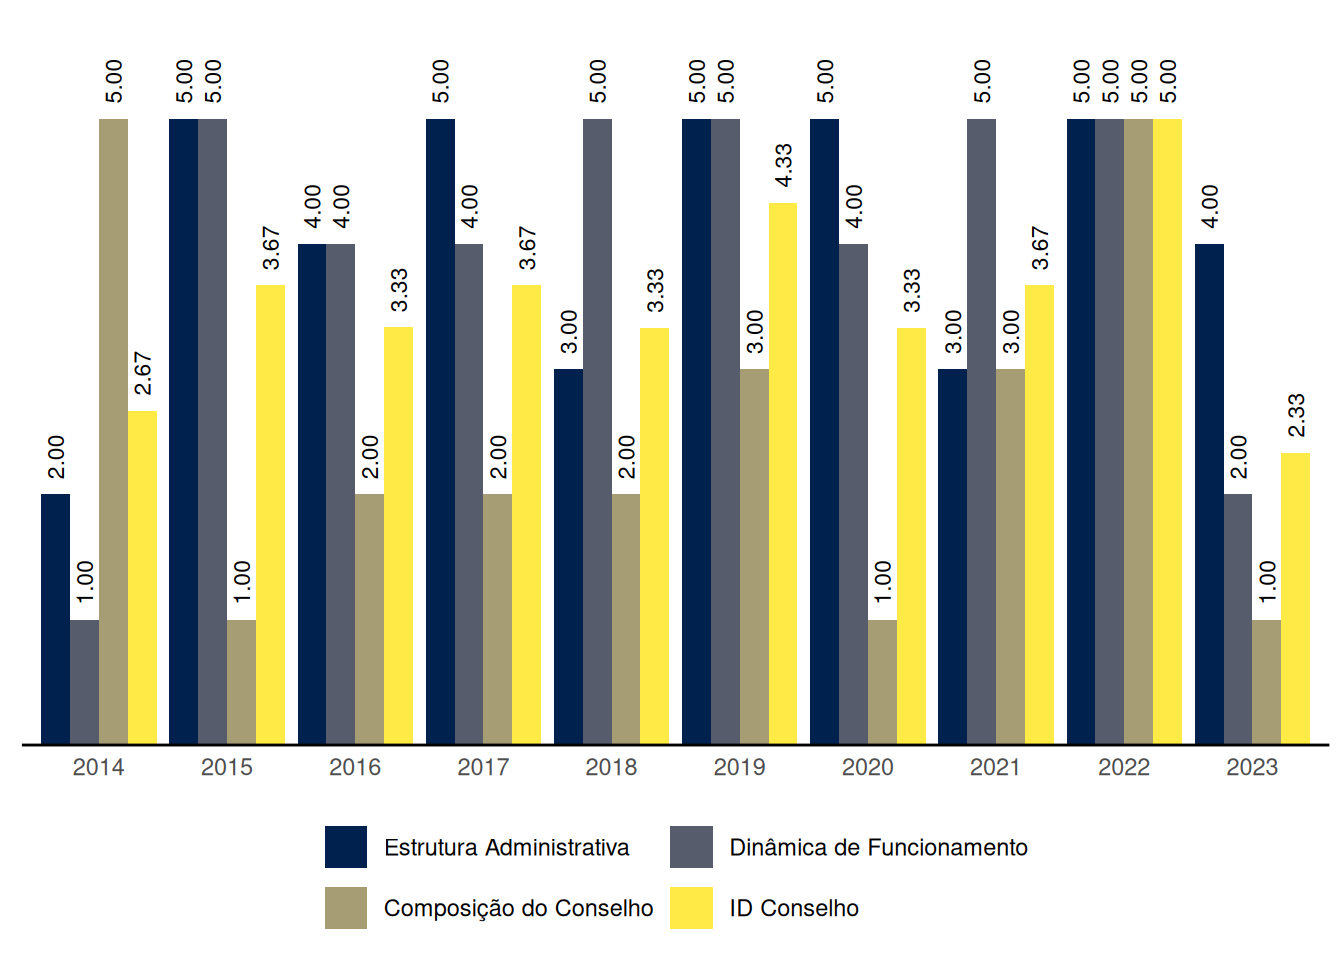 5.00 5.00 5.00 5.00 5.00 5.00 5.00 5.00 5.00 5.00 5.00 5.00 5.00
4.33
4.00 4.00 4.00 4.00 4.00
3.67 3.67 3.67
3.33 3.33 3.33
3.00 3.00 3.00 3.00
2.67
2.33
2.00 2.00 2.00 2.00 2.00
1.00 1.00 1.00 1.00
2014 2015 2016 2017 2018 2019 2020 2021 2022 2023
Estrutura Administrativa Dinâmica de Funcionamento
Composição do Conselho ID Conselho